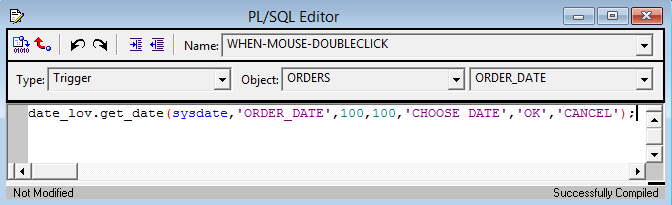 PL/SQL Editor
Name: WHEN-MOUSE-DOUBLECLICK
Type: Trigger Object: ORDERS ORDER_DATE
date_lov.get_date(sysdate,'ORDER_DATE',100,100,'CHOOSE DATE','OK','CANCEL');
Not Modified Successfully Compiled